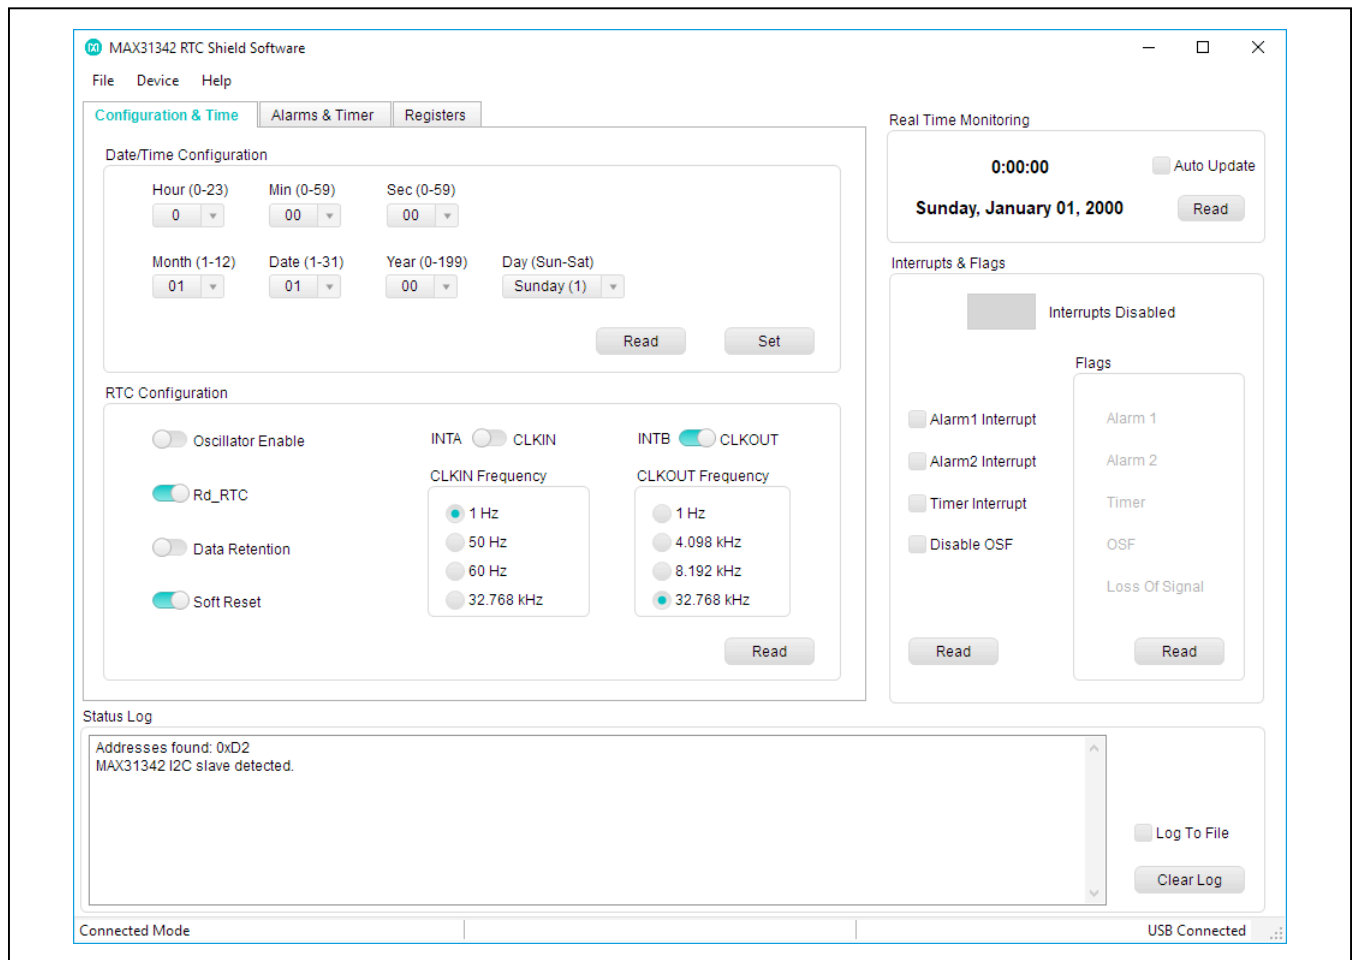 MAX31342 RTC Shield Software
File Device Help
Configuration & Time Alarms & Timer Registers
Date/Time Configuration
Hour (0-23) Min (0-59) Sec (0-59)
0 00 00
Month (1-12) Date (1-31) Year (0-199) Day (Sun-Sat)
01 01 00 Sunday (1)
Read Set
RTC Configuration
Oscillator Enable INTA CLKIN INTB CLKOUT
Rd_RTC
Data Retention
Soft Reset
CLKIN Frequency
1 Hz
50 Hz
60 Hz
32.768 kHz
CLKOUT Frequency
1 Hz
4.098 kHz
8.192 kHz
32.768 kHz
Read
Real Time Monitoring
0:00:00 Auto Update
Sunday, January 01, 2000 Read
Interrupts & Flags
Interrupts Disabled
Alarm1 Interrupt
Alarm2 Interrupt
Timer Interrupt
Disable OSF
Read
Flags
Alarm 1
Alarm 2
Timer
OSF
Loss Of Signal
Read
Status Log
Addresses found: 0xD2
MAX31342 I2C slave detected.
Log To File
Clear Log
Connected Mode USB Connected